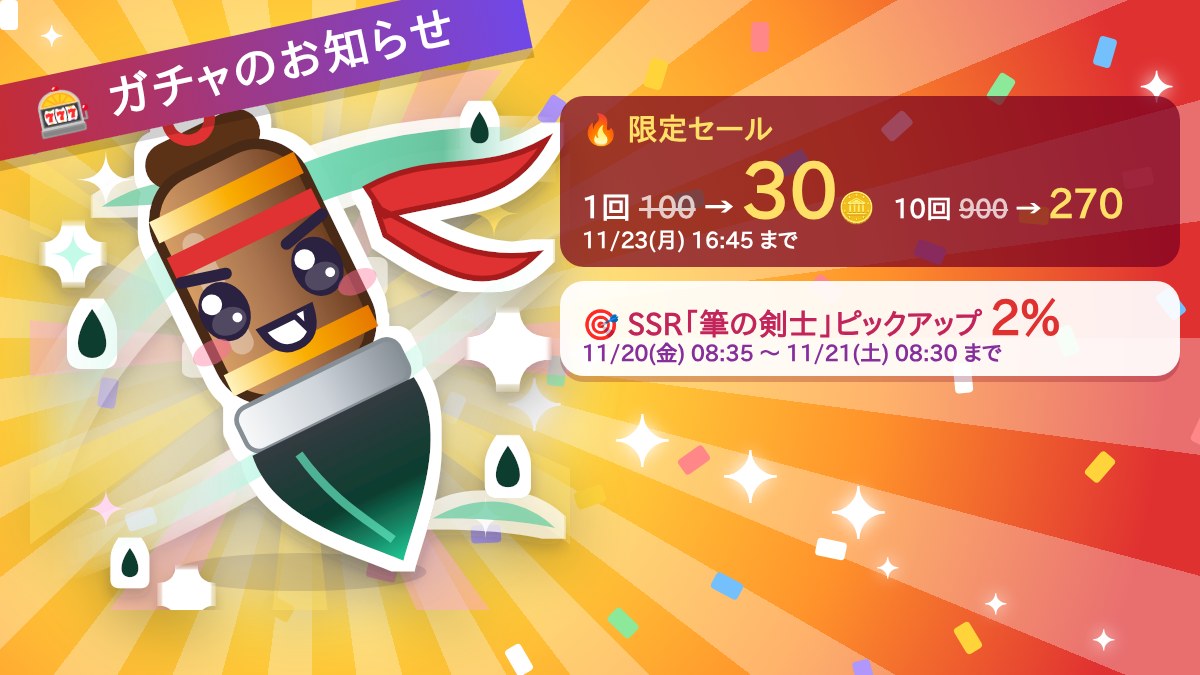 ガチャのお知らせ
限定セール
1回 100 → 30 10回 900 → 270
11/23(月) 16:45 まで
SSR「筆の剣士」ピックアップ 2%
11/20(金) 08:35 〜 11/21(土) 08:30 まで